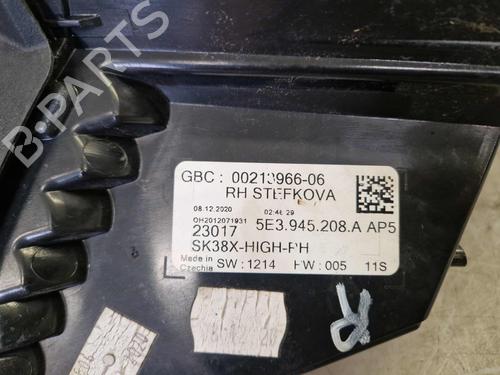 B-PARTS
GBC: 00213966-06
RH STEFKOVA
08.12.2020 02:46:29
OH2012071931
23017 5E3.945.208.A AP5
SK38X-HIGH-RH
Made in Czechia SW:1214 HW:005 11S